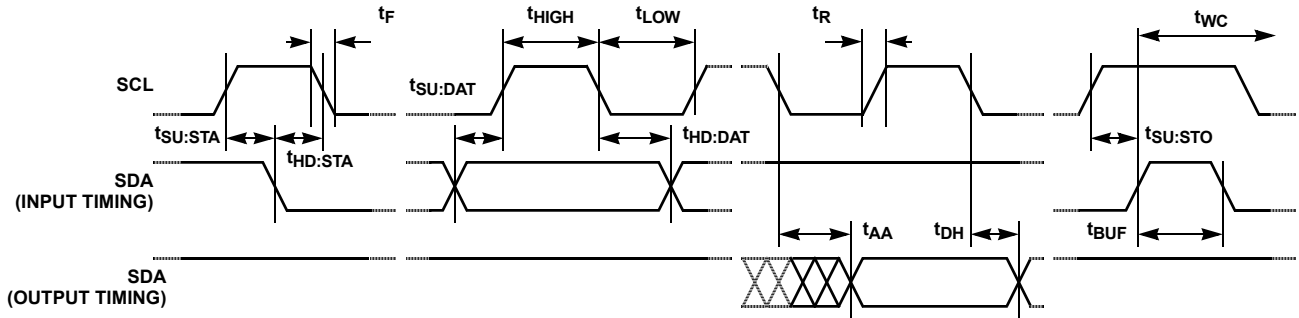 tF
tHIGH
tLOW
tR
tWC
SCL
tSU:DAT
tSU:STA
tHD:STA
tHD:DAT
tSU:STO
SDA
(INPUT TIMING)
tAA
tDH
tBUF
SDA
(OUTPUT TIMING)